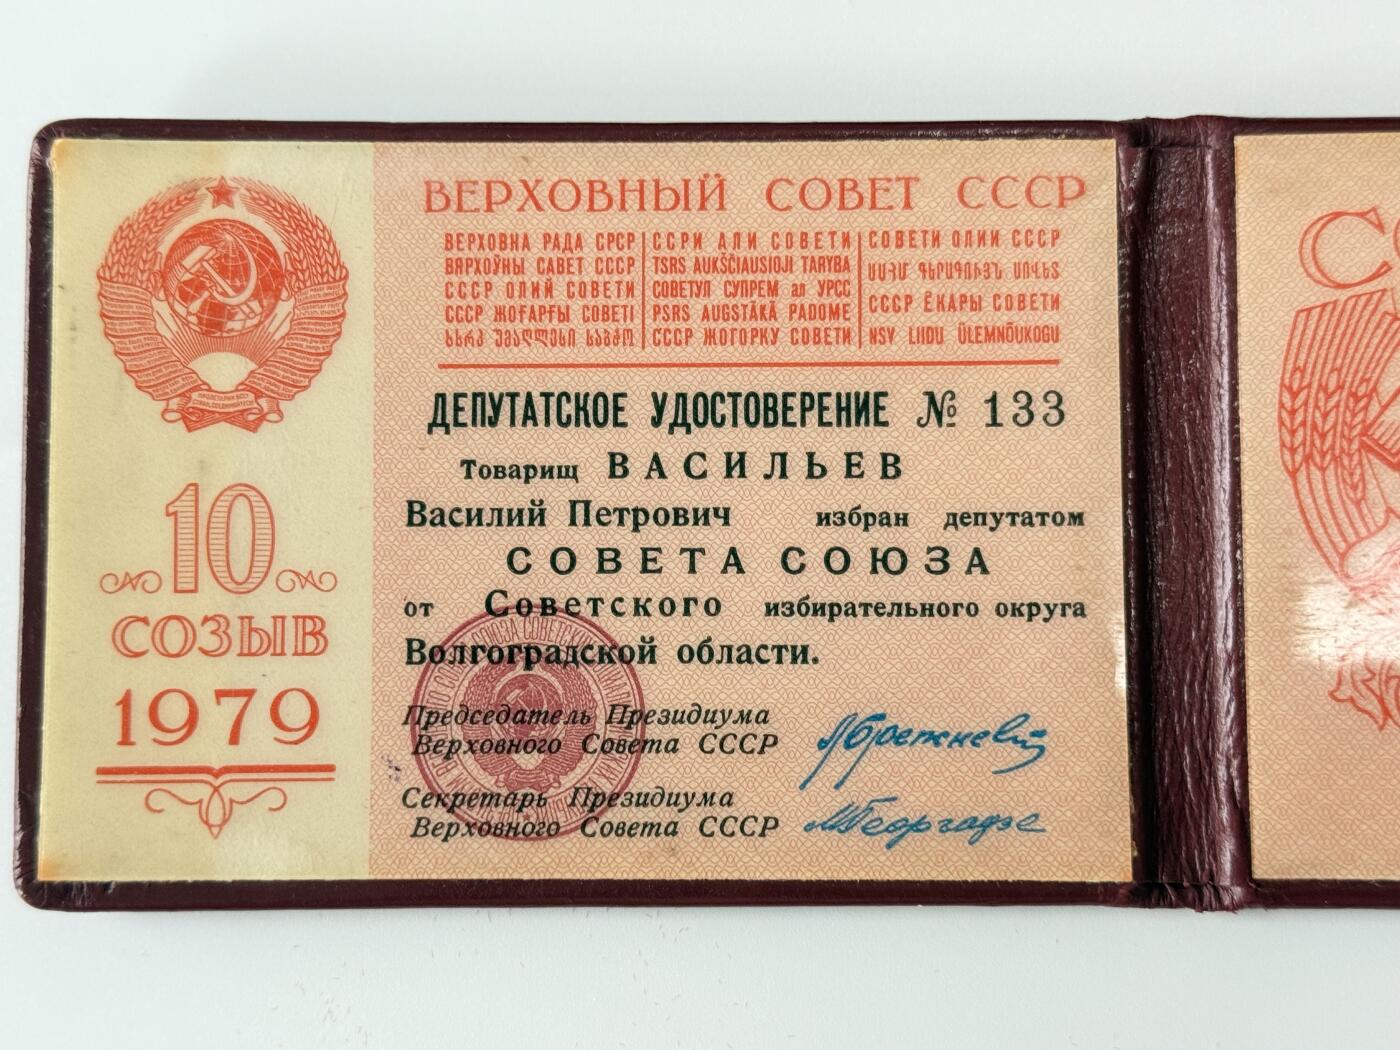 ВЕРХОВНЫЙ СОВЕТ СССР
ВЕРХОВНА РАДА СРСР
ВЯРХОЎНЫ САВЕТ СССР
СССР ОЛИЙ СОВЕТИ
СССР ЖОҒАРҒЫ СОВЕТІ
ССРИ АЛИ СОВЕТИ
TSRS AUKŠČIAUSIOJI TARYBA
СОВЕТУЛ СУПРЕМ ал УРСС
PSRS AUGSTĀKĀ PADOME
СССР ЖОГОРКУ СОВЕТИ
СОВЕТИ ОЛИИ СССР
ՍՍՀՄ ԳԵՐԱԳՈՒՅՆ ՍՈՎԵՏ
СССР ЁКАРЫ СОВЕТИ
NSV LIIDU ÜLEMNÕUKOGU
10
СОЗЫВ
1979
ДЕПУТАТСКОЕ УДОСТОВЕРЕНИЕ № 133
Товарищ ВАСИЛЬЕВ
Василий Петрович избран депутатом
СОВЕТА СОЮЗА
от Советского избирательного округа
Волгоградской области.
Председатель Президиума
Верховного Совета СССР
Секретарь Президиума
Верховного Совета СССР